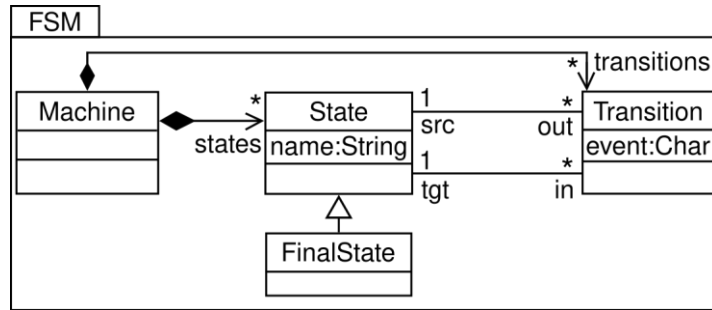 FSM
* transitions
Machine
* State 1 * Transition
states name:String src out event:Char
1 *
tgt in
FinalState